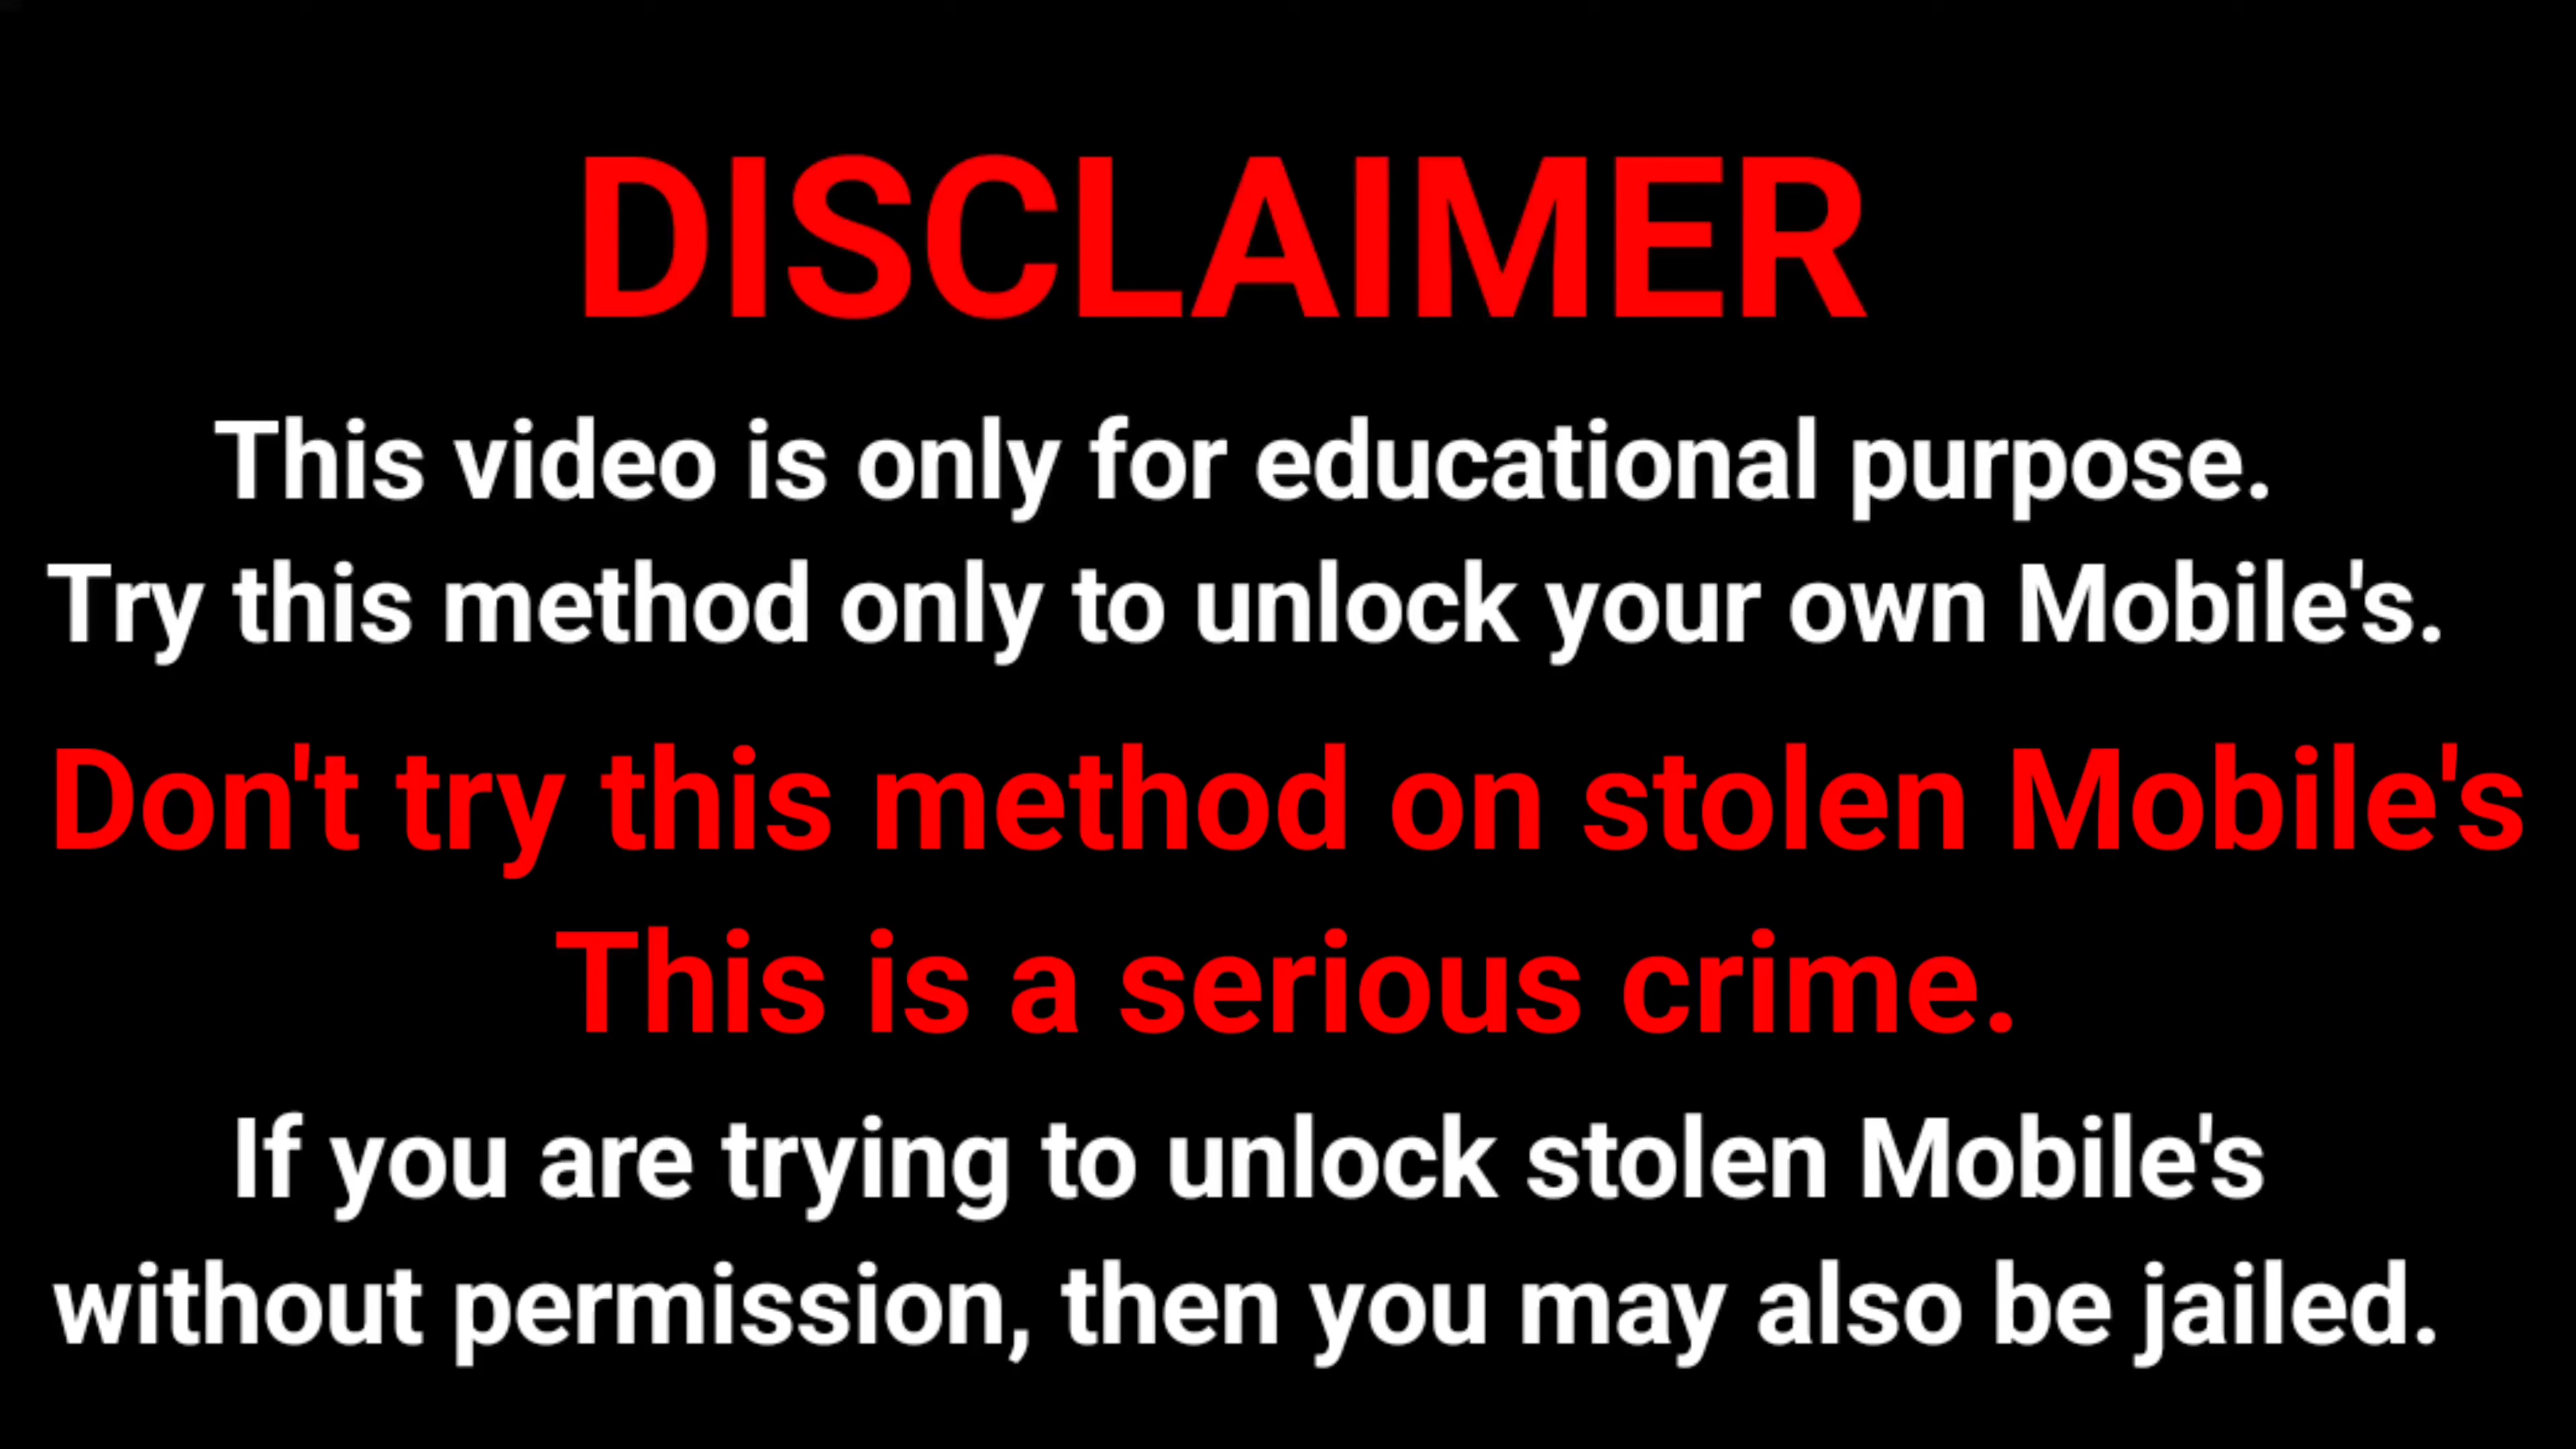 DISCLAIMER
This video is only for educational purpose.
Try this method only to unlock your own Mobile's.
Don't try this method on stolen Mobile's
This is a serious crime.
If you are trying to unlock stolen Mobile's
without permission, then you may also be jailed.